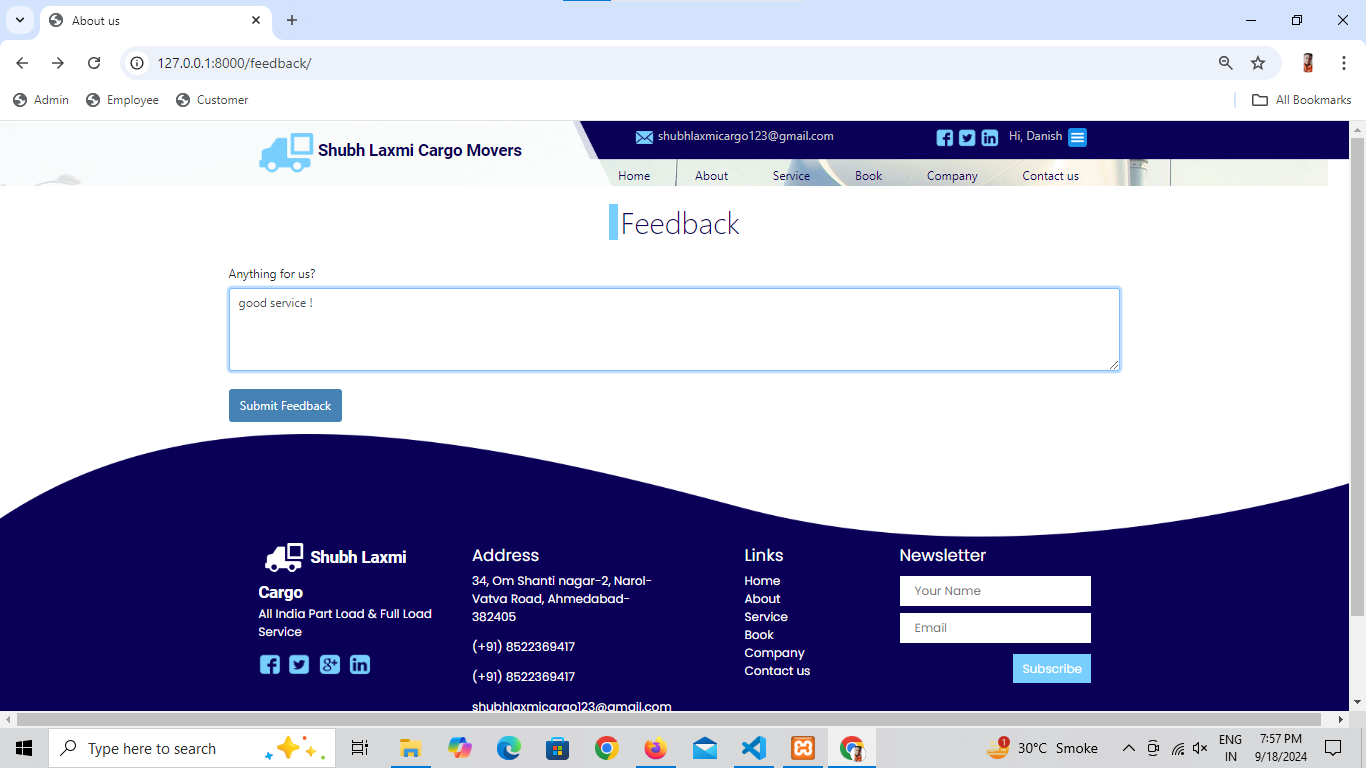 About us
127.0.0.1:8000/feedback/
Admin Employee Customer All Bookmarks
Shubh Laxmi Cargo Movers
shubhlaxmicargo123@gmail.com Hi, Danish
Home About Service Book Company Contact us
Feedback
Anything for us?
good service !
Submit Feedback
Shubh Laxmi
Cargo
All India Part Load & Full Load
Service
Address
34, Om Shanti nagar-2, Narol-
Vatva Road, Ahmedabad-
382405
(+91) 8522369417
(+91) 8522369417
shubhlaxmicargo123@gmail.com
Links
Home
About
Service
Book
Company
Contact us
Newsletter
Your Name
Email
Subscribe
Type here to search
1
30°C Smoke
ENG
IN
7:57 PM
9/18/2024